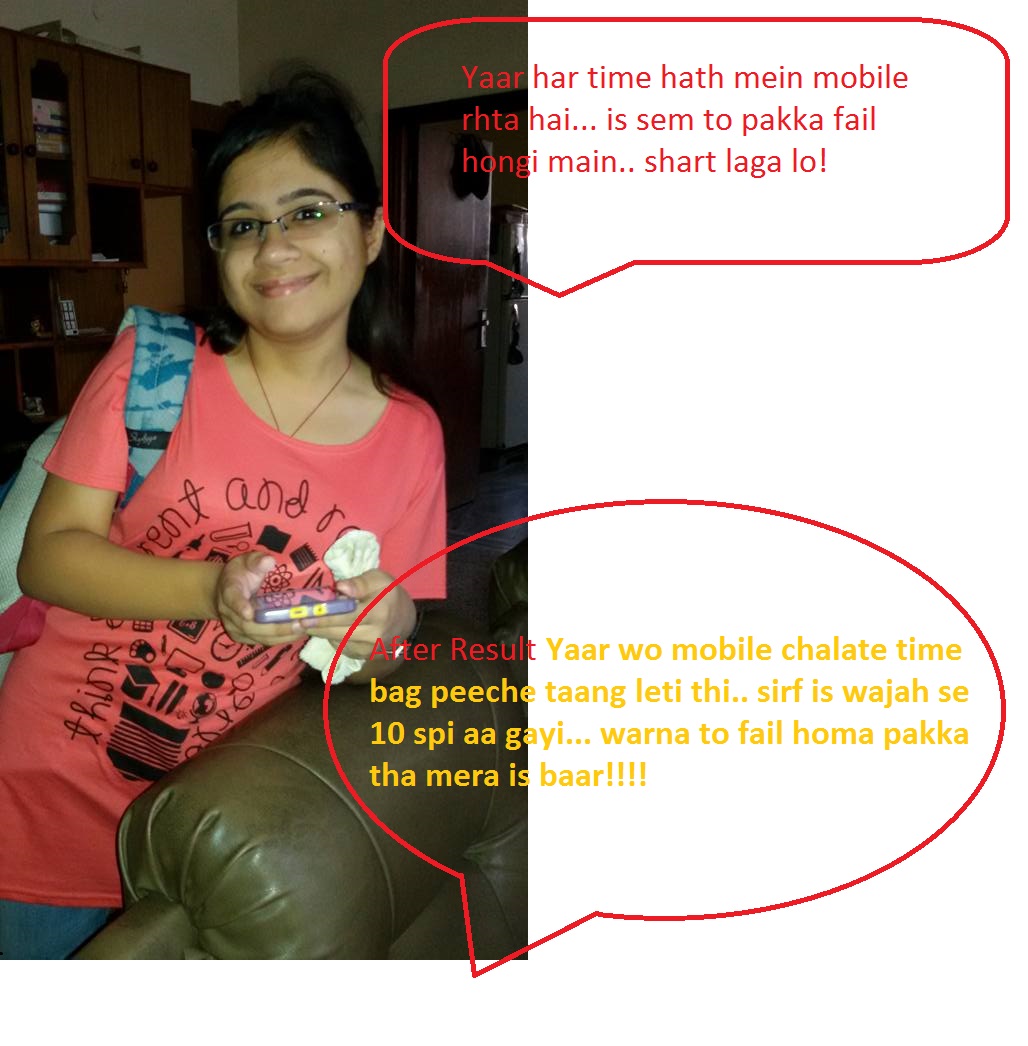 Yaar har time hath mein mobile
rhta hai... is sem to pakka fail
hongi main.. shart laga lo!
Skybags
rent and r
After Result Yaar wo mobile chalate time
bag peeche taang leti thi.. sirf is wajah se
10 spi aa gayi... warna to fail homa pakka
tha mera is baar!!!!
think